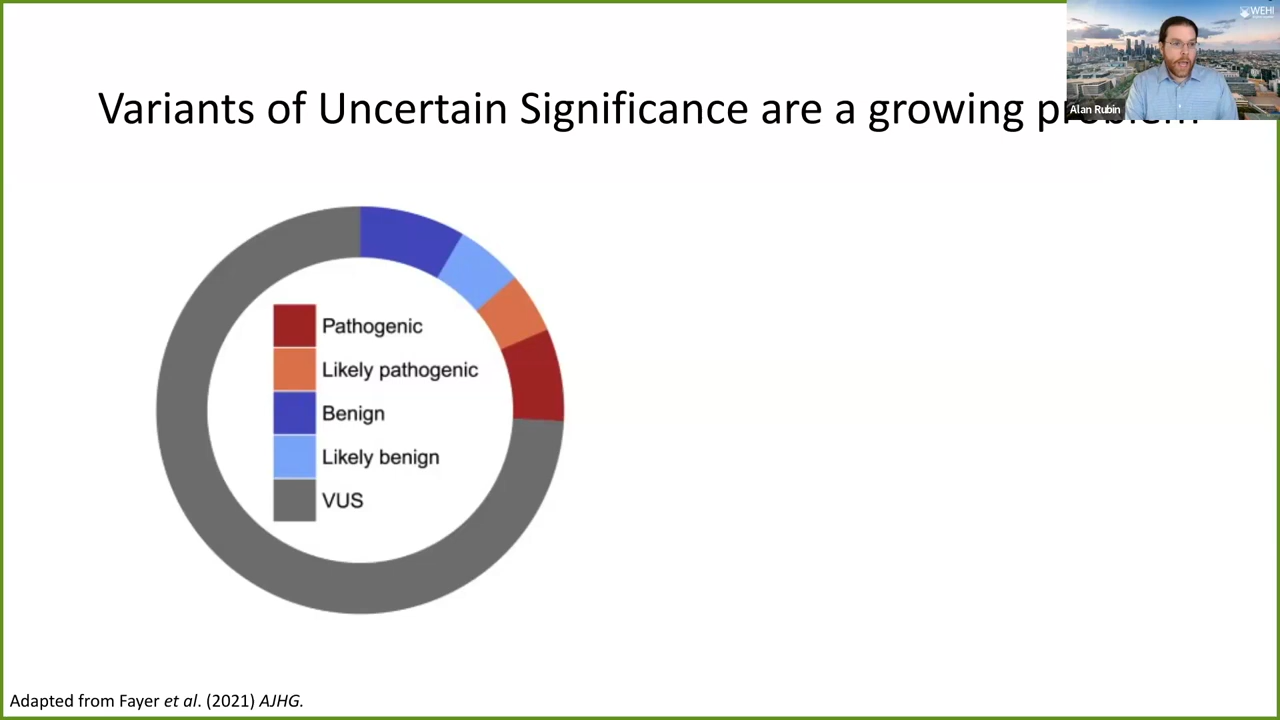 WEHI
Alan Rubin
Variants of Uncertain Significance are a growing
Pathogenic
Likely pathogenic
Benign
Likely benign
VUS
Adapted from Fayer et al. (2021) AJHG.